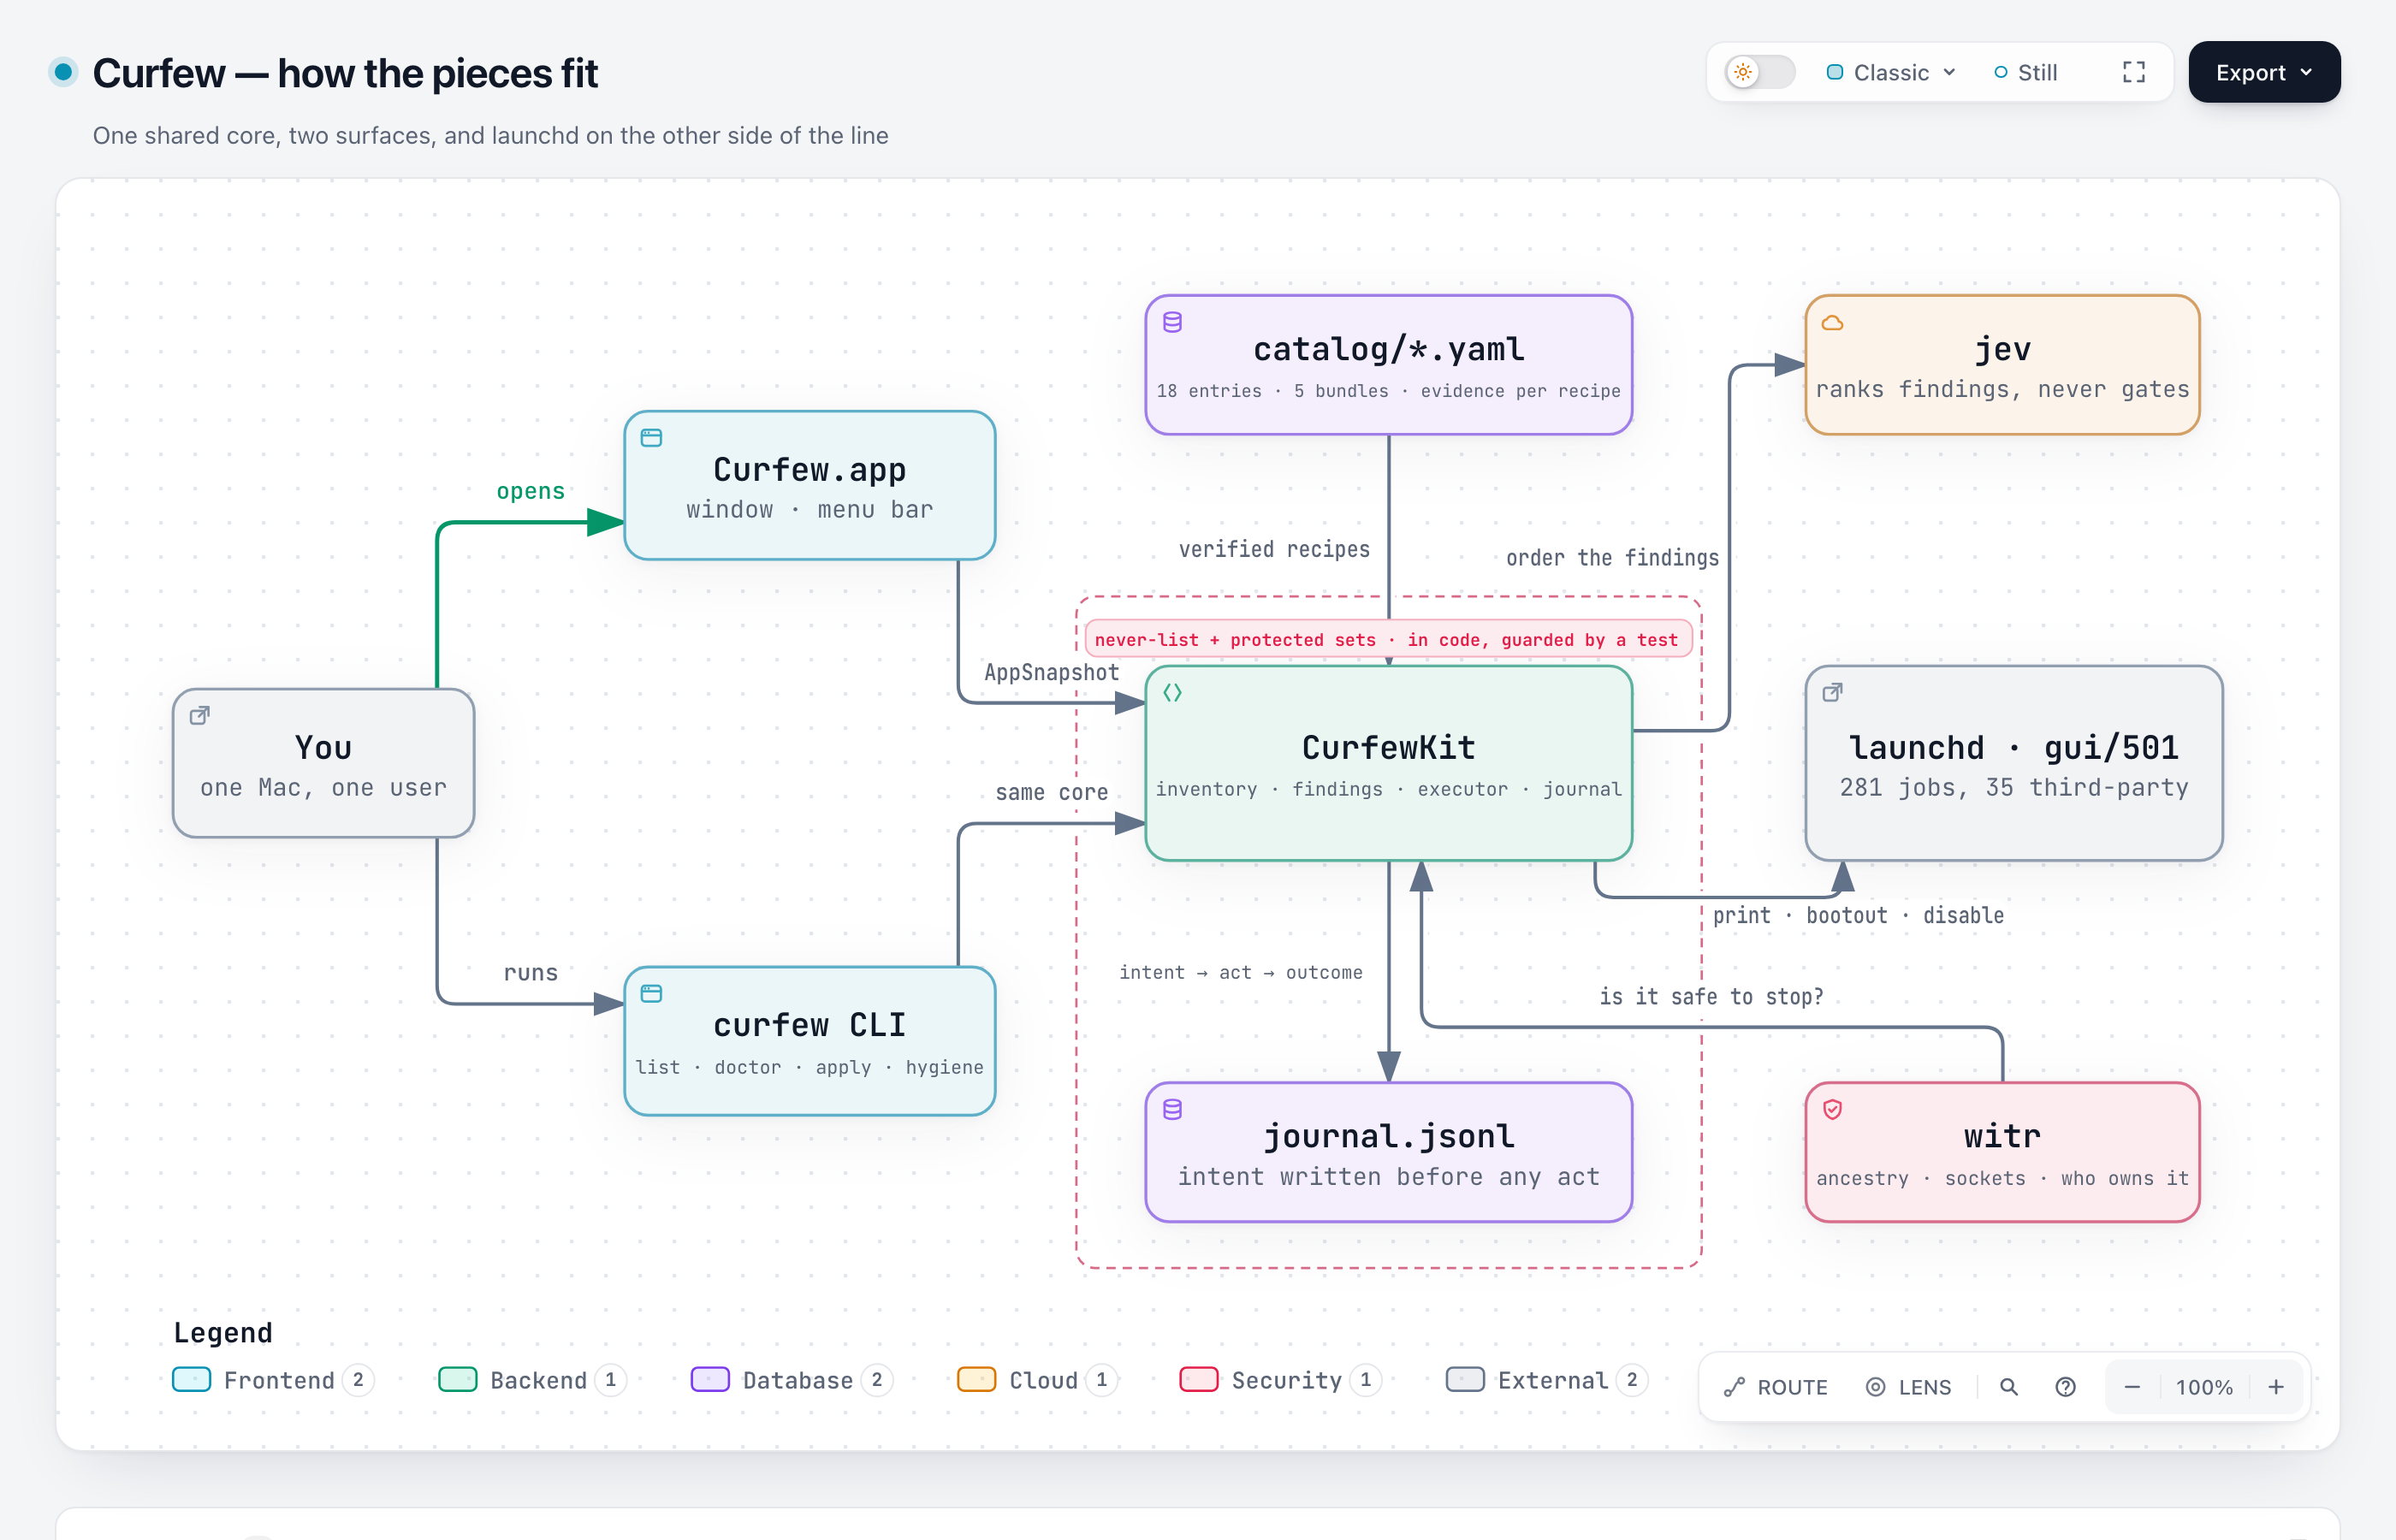 Curfew — how the pieces fit
Classic
Still
Export
One shared core, two surfaces, and launchd on the other side of the line
catalog/*.yaml
18 entries · 5 bundles · evidence per recipe
jev
ranks findings, never gates
Curfew.app
window · menu bar
opens
verified recipes
order the findings
never-list + protected sets · in code, guarded by a test
AppSnapshot
You
one Mac, one user
CurfewKit
inventory · findings · executor · journal
launchd · gui/501
281 jobs, 35 third-party
same core
print · bootout · disable
runs
intent → act → outcome
is it safe to stop?
curfew CLI
list · doctor · apply · hygiene
journal.jsonl
intent written before any act
witr
ancestry · sockets · who owns it
Legend
Frontend 2
Backend 1
Database 2
Cloud 1
Security 1
External 2
ROUTE
LENS
100%